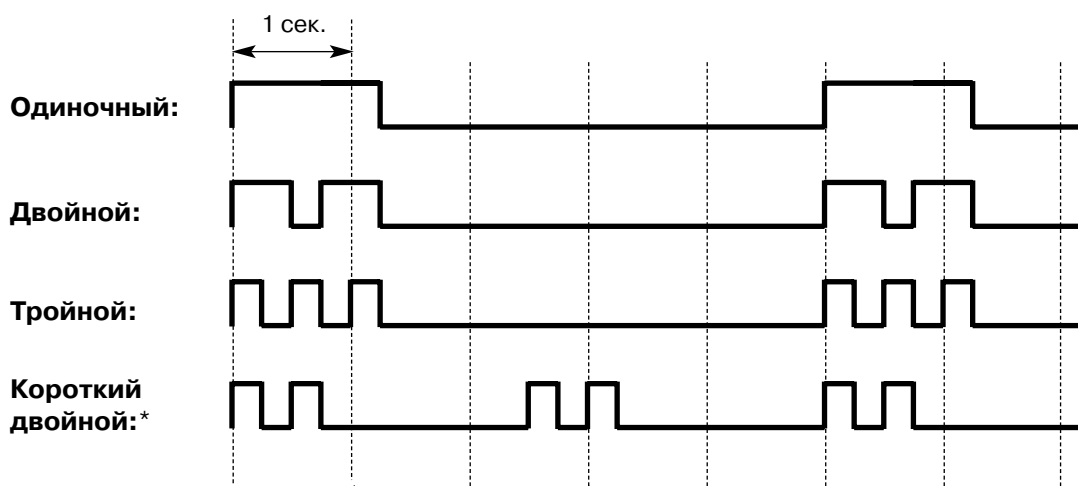 1 сек.
Одиночный:
Двойной:
Тройной:
Короткий
двойной:*